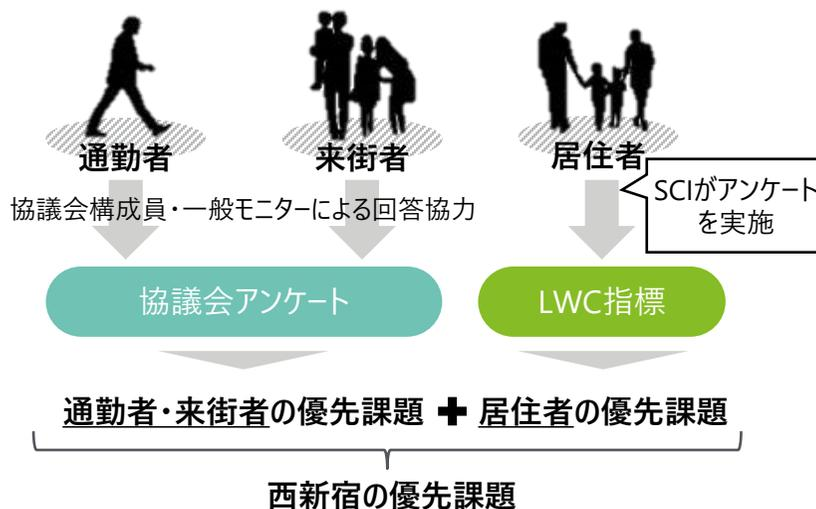 通勤者
来街者
居住者
SCIがアンケート
を実施
協議会構成員・一般モニターによる回答協力
協議会アンケート
LWC指標
通勤者・来街者の優先課題 ✚ 居住者の優先課題
西新宿の優先課題